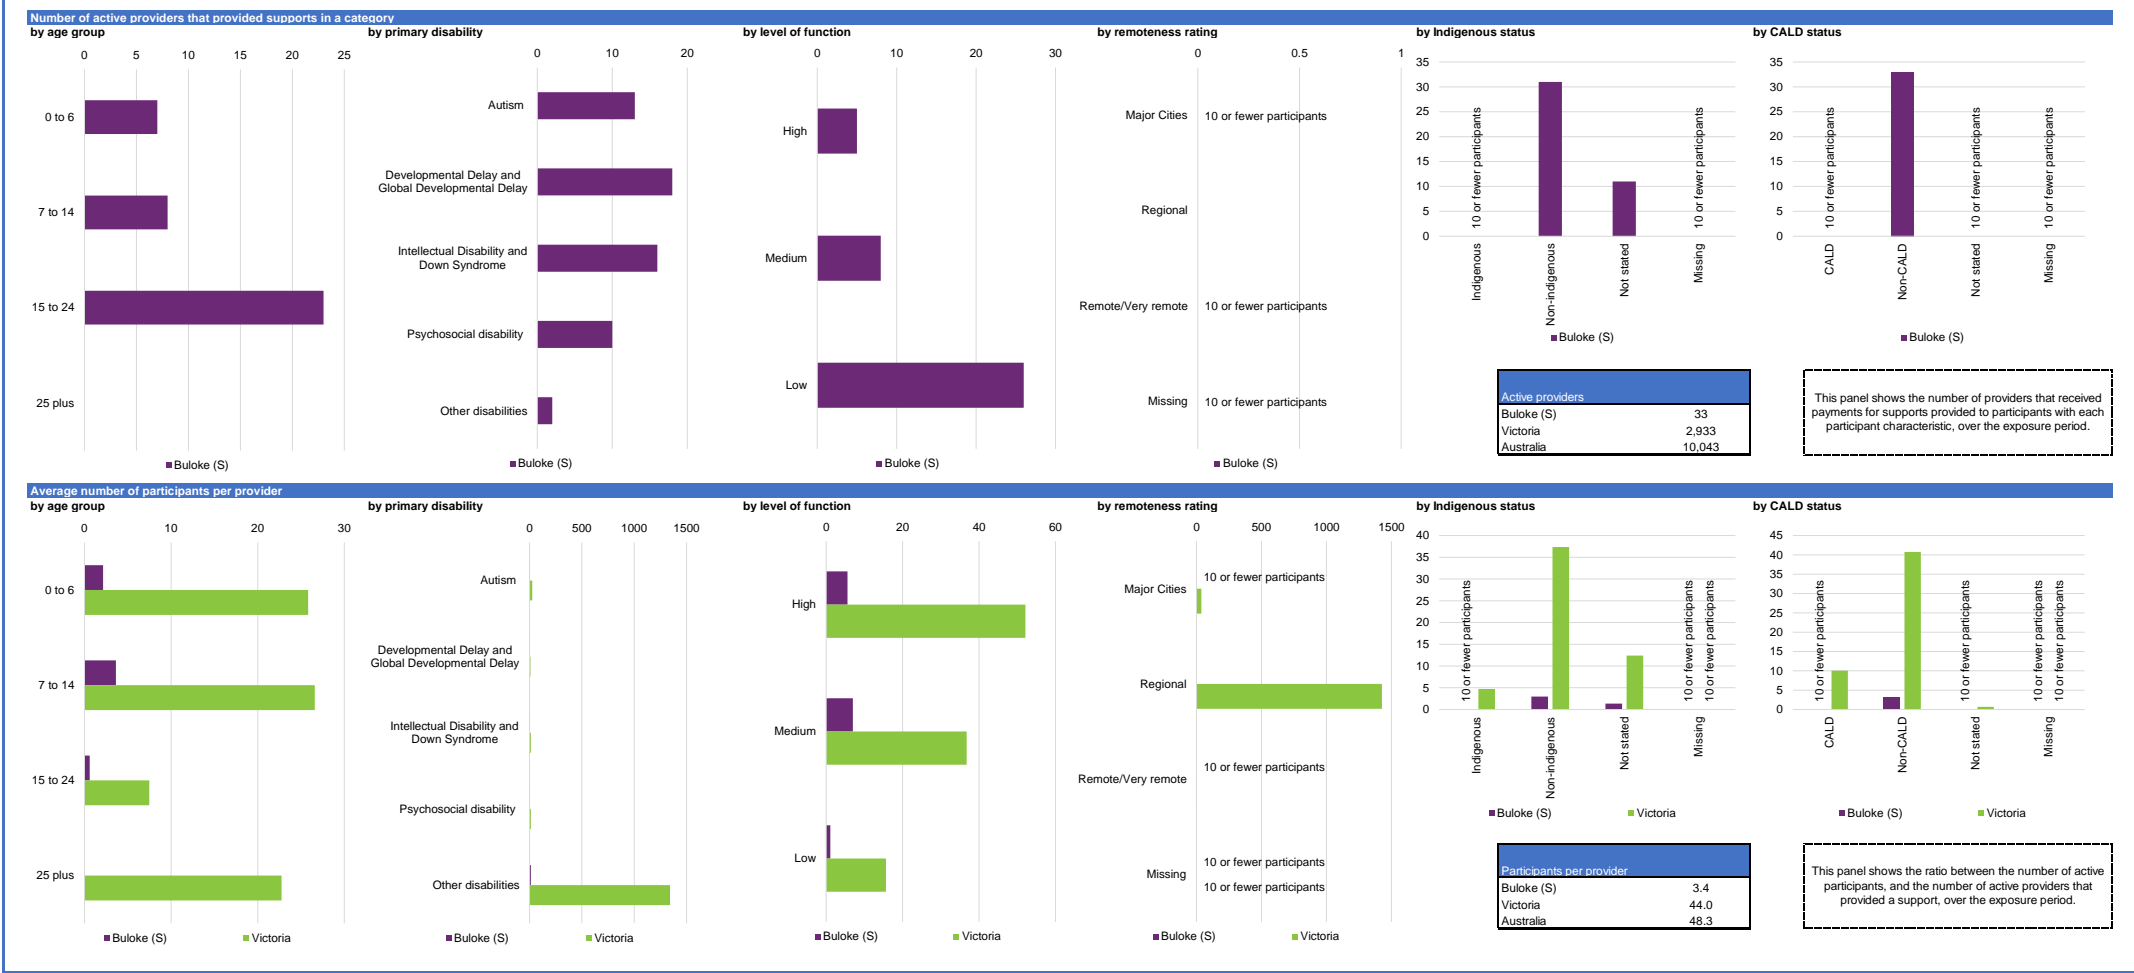 Number of active providers that provided supports in a category
by age group
0 5 10 15 20 25
0 to 6
7 to 14
15 to 24
25 plus
Buloke (S)
by primary disability
0 10 20
Autism
Developmental Delay and
Global Developmental Delay
Intellectual Disability and
Down Syndrome
Psychosocial disability
Other disabilities
Buloke (S)
by level of function
0 10 20 30
High
Medium
Low
Buloke (S)
by remoteness rating
0 0.5 1
Major Cities 10 or fewer participants
Regional
Remote/Very remote 10 or fewer participants
Missing 10 or fewer participants
Buloke (S)
by Indigenous status
35
30
25
20
15
10
5
0
10 or fewer participants
10 or fewer participants
Indigenous
Non-indigenous
Not stated
Missing
Buloke (S)
by CALD status
35
30
25
20
15
10
5
0
10 or fewer participants
10 or fewer participants
10 or fewer participants
CALD
Non-CALD
Not stated
Missing
Buloke (S)
Active providers
Buloke (S) 33
Victoria 2,933
Australia 10,043
This panel shows the number of providers that received
payments for supports provided to participants with each
participant characteristic, over the exposure period.
Average number of participants per provider
by age group
0 10 20 30
0 to 6
7 to 14
15 to 24
25 plus
Buloke (S) Victoria
by primary disability
0 500 1000 1500
Autism
Developmental Delay and
Global Developmental Delay
Intellectual Disability and
Down Syndrome
Psychosocial disability
Other disabilities
Buloke (S) Victoria
by level of function
0 20 40 60
High
Medium
Low
Buloke (S) Victoria
by remoteness rating
0 500 1000 1500
10 or fewer participants
Major Cities
Regional
10 or fewer participants
Remote/Very remote
10 or fewer participants
Missing
10 or fewer participants
Buloke (S) Victoria
by Indigenous status
40
35
30
25
20
15
10
5
0
10 or fewer participants
10 or fewer participants
10 or fewer participants
Indigenous
Non-indigenous
Not stated
Missing
Buloke (S) Victoria
by CALD status
45
40
35
30
25
20
15
10
5
0
10 or fewer participants
10 or fewer participants
10 or fewer participants
10 or fewer participants
CALD
Non-CALD
Not stated
Missing
Buloke (S) Victoria
Participants per provider
Buloke (S) 3.4
Victoria 44.0
Australia 48.3
This panel shows the ratio between the number of active
participants, and the number of active providers that
provided a support, over the exposure period.